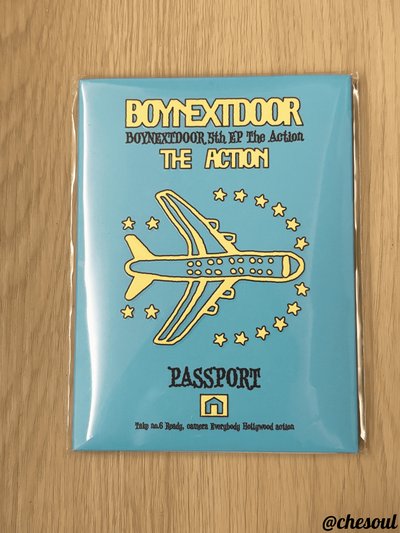 BOYNEXTDOOR
BOYNEXTDOOR 5th EP The Action
THE ACTION
PASSPORT
Take no.6 Ready, camera Everybody Hollywood action
@chesoul